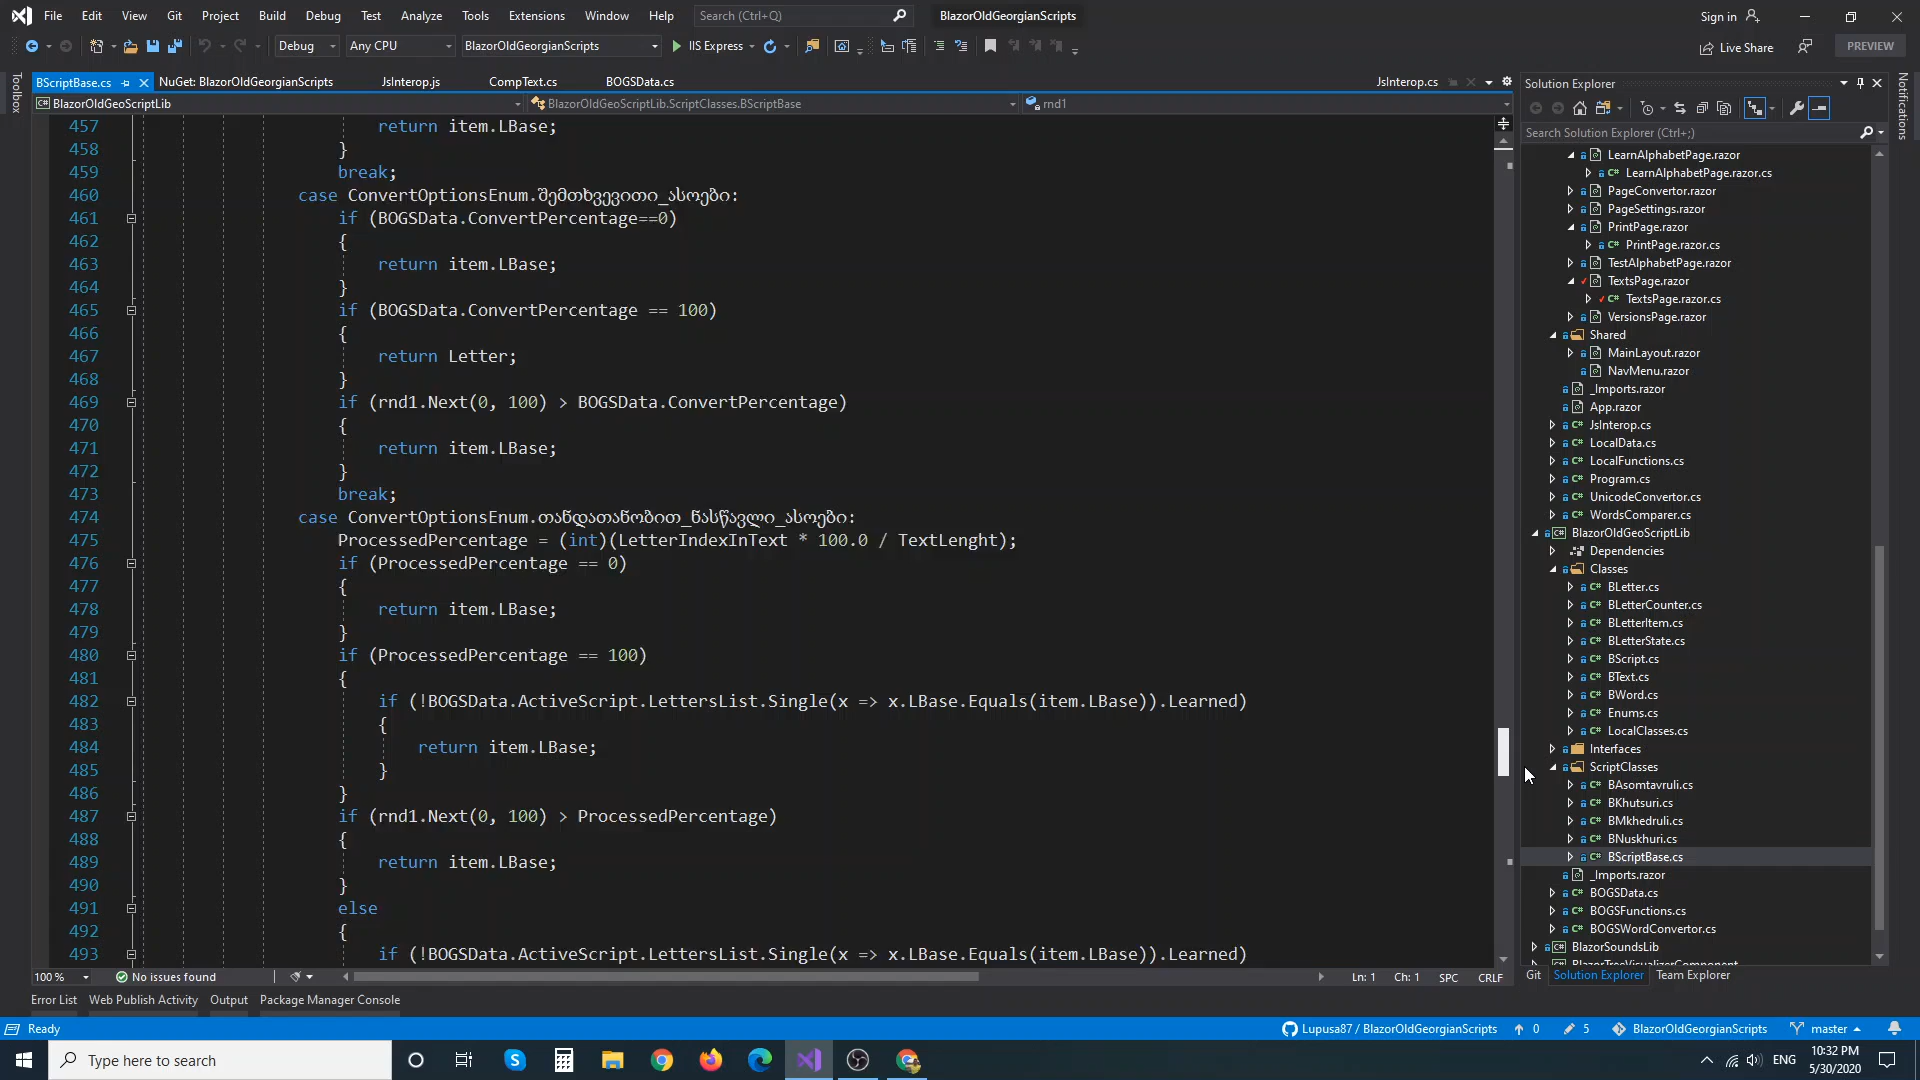 File Edit View Git Project Build Debug Test Analyze Tools Extensions Window Help Search (Ctrl+Q) BlazorOldGeorgianScripts Sign in
Debug Any CPU BlazorOldGeorgianScripts IIS Express Live Share PREVIEW
Toolbox
BScriptBase.cs NuGet: BlazorOldGeorgianScripts JsInterop.js CompText.cs BOGSData.cs JsInterop.cs
BlazorOldGeoScriptLib BlazorOldGeoScriptLib.ScriptClasses.BScriptBase rnd1
457 return item.LBase;
458 }
459 break;
460 case ConvertOptionsEnum.შემთხვევითი_ასოები:
461 if (BOGSData.ConvertPercentage==0)
462 {
463 return item.LBase;
464 }
465 if (BOGSData.ConvertPercentage == 100)
466 {
467 return Letter;
468 }
469 if (rnd1.Next(0, 100) > BOGSData.ConvertPercentage)
470 {
471 return item.LBase;
472 }
473 break;
474 case ConvertOptionsEnum.თანდათანობით_ნასწავლი_ასოები:
475 ProcessedPercentage = (int)(LetterIndexInText * 100.0 / TextLenght);
476 if (ProcessedPercentage == 0)
477 {
478 return item.LBase;
479 }
480 if (ProcessedPercentage == 100)
481 {
482 if (!BOGSData.ActiveScript.LettersList.Single(x => x.LBase.Equals(item.LBase)).Learned)
483 {
484 return item.LBase;
485 }
486 }
487 if (rnd1.Next(0, 100) > ProcessedPercentage)
488 {
489 return item.LBase;
490 }
491 else
492 {
493 if (!BOGSData.ActiveScript.LettersList.Single(x => x.LBase.Equals(item.LBase)).Learned)
100 % No issues found Ln: 1 Ch: 1 SPC CRLF
Error List Web Publish Activity Output Package Manager Console
Solution Explorer
Search Solution Explorer (Ctrl+;)
LearnAlphabetPage.razor
LearnAlphabetPage.razor.cs
PageConvertor.razor
PageSettings.razor
PrintPage.razor
PrintPage.razor.cs
TestAlphabetPage.razor
TextsPage.razor
TextsPage.razor.cs
VersionsPage.razor
Shared
MainLayout.razor
NavMenu.razor
_Imports.razor
App.razor
JsInterop.cs
LocalData.cs
LocalFunctions.cs
Program.cs
UnicodeConvertor.cs
WordsComparer.cs
BlazorOldGeoScriptLib
Dependencies
Classes
BLetter.cs
BLetterCounter.cs
BLetterItem.cs
BLetterState.cs
BScript.cs
BText.cs
BWord.cs
Enums.cs
LocalClasses.cs
Interfaces
ScriptClasses
BAsomtavruli.cs
BKhutsuri.cs
BMkhedruli.cs
BNuskhuri.cs
BScriptBase.cs
_Imports.razor
BOGSData.cs
BOGSFunctions.cs
BOGSWordConvertor.cs
BlazorSoundsLib
Git Solution Explorer Team Explorer
Notifications
Ready Lupusa87 / BlazorOldGeorgianScripts 0 5 BlazorOldGeorgianScripts master
Type here to search ENG 10:32 PM
5/30/2020